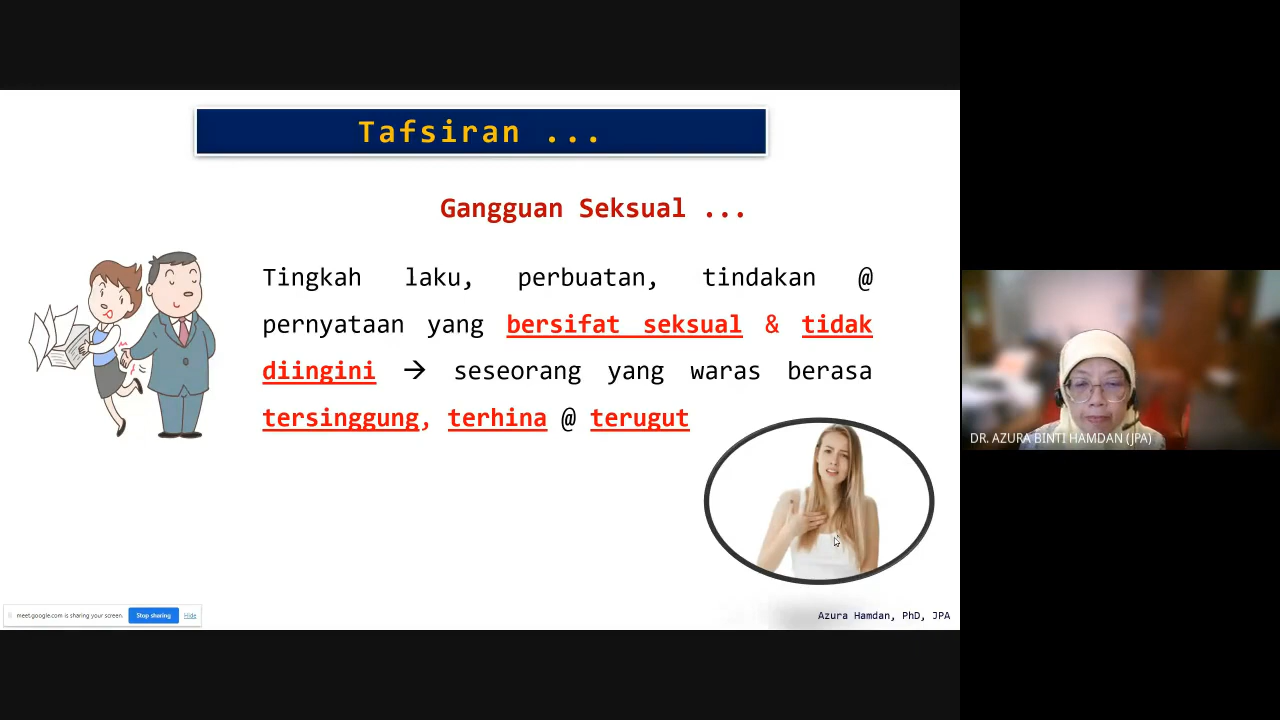 Tafsiran ...
Gangguan Seksual ...
Tingkah laku, perbuatan, tindakan @
pernyataan yang bersifat seksual & tidak
diingini → seseorang yang waras berasa
tersinggung, terhina @ terugut
DR. AZURA BINTI HAMDAN (JPA)
meet.google.com is sharing your screen. Stop sharing Hide
Azura Hamdan, PhD, JPA